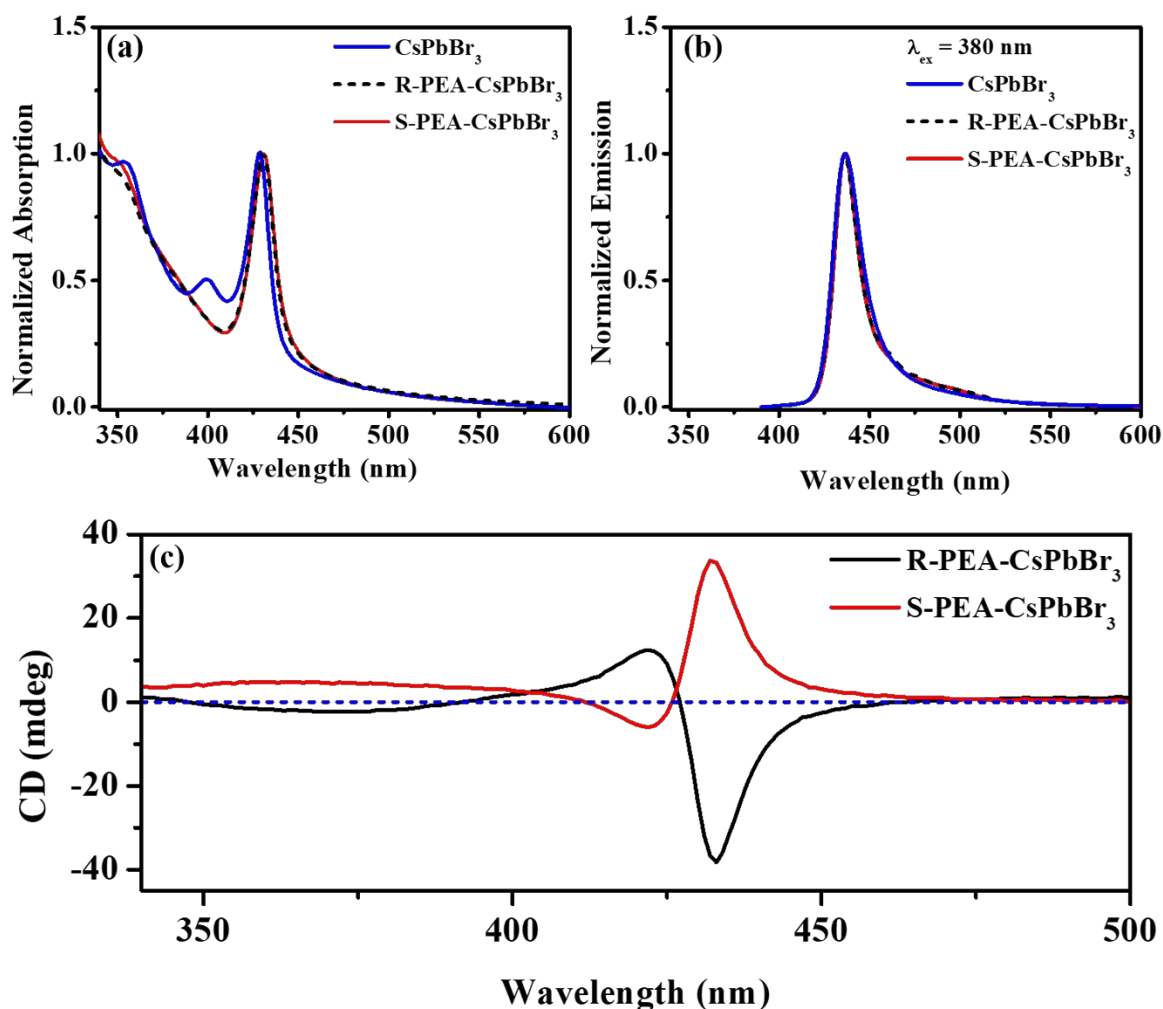 (a)
CsPbBr₃
R-PEA-CsPbBr₃
S-PEA-CsPbBr₃
1.5
1.0
0.5
0.0
Normalized Absorption
350 400 450 500 550 600
Wavelength (nm)
(b)
λex = 380 nm
CsPbBr₃
R-PEA-CsPbBr₃
S-PEA-CsPbBr₃
1.5
1.0
0.5
0.0
Normalized Emission
350 400 450 500 550 600
Wavelength (nm)
(c)
R-PEA-CsPbBr₃
S-PEA-CsPbBr₃
40
20
0
-20
-40
CD (mdeg)
350 400 450 500
Wavelength (nm)